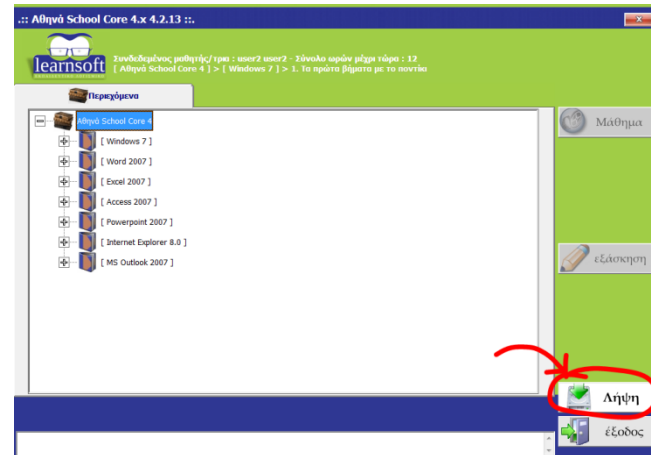 .:: Αθηνά School Core 4.x 4.2.13 ::.
learnsoft
Συνδεδεμένος μαθητής/τρια : user2 user2 - Σύνολο ωρών μέχρι τώρα : 12
[ Αθηνά School Core 4 ] > [ Windows 7 ] > 1. Τα πρώτα βήματα με το ποντίκι
Περιεχόμενα
Αθηνά School Core 4
[ Windows 7 ]
[ Word 2007 ]
[ Excel 2007 ]
[ Access 2007 ]
[ Powerpoint 2007 ]
[ Internet Explorer 8.0 ]
[ MS Outlook 2007 ]
Μάθημα
εξάσκηση
Λήψη
έξοδος